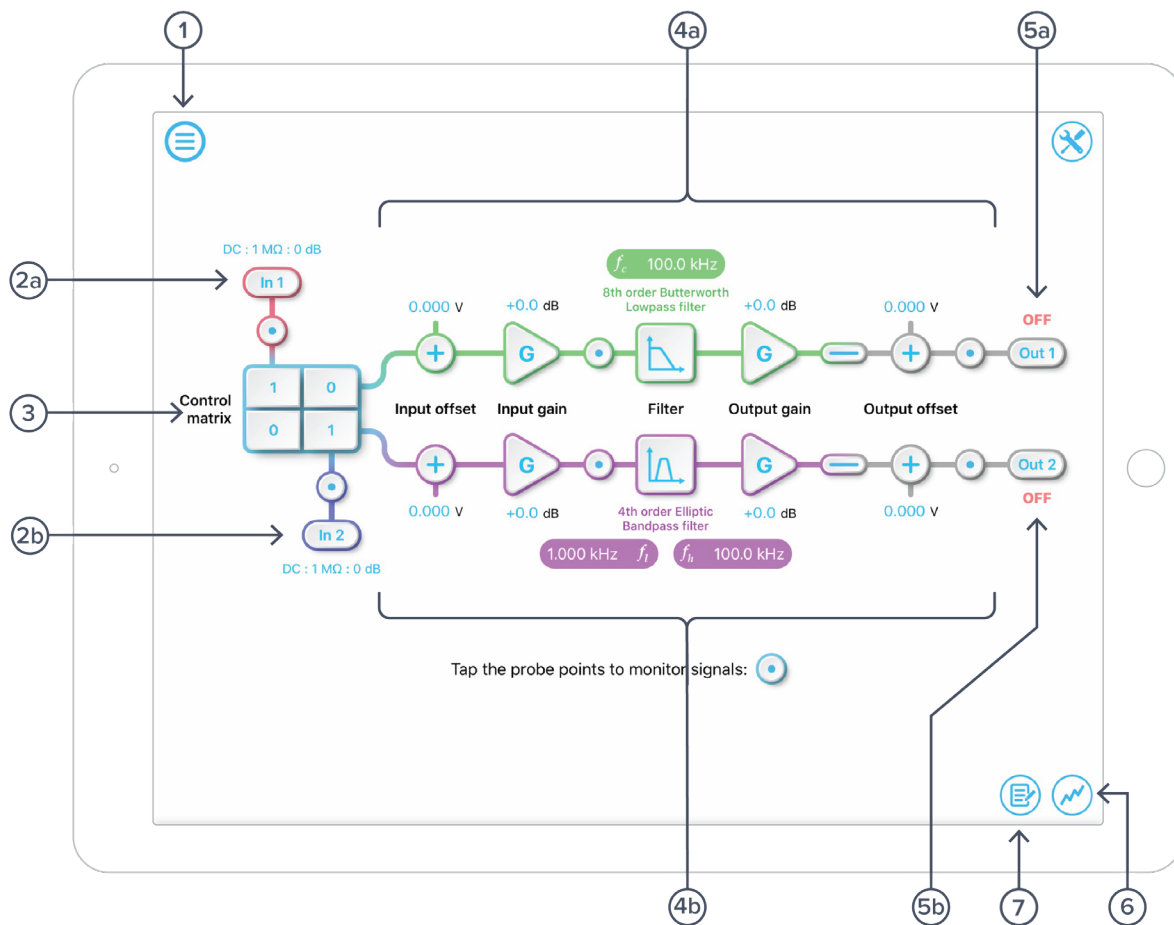 1
4a
5a
DC : 1 MΩ : 0 dB
2a
In 1
f_c 100.0 kHz
8th order Butterworth
Lowpass filter
0.000 V
+0.0 dB
+0.0 dB
0.000 V
OFF
G
G
Out 1
3
Control
matrix
1 0
0 1
Input offset
Input gain
Filter
Output gain
Output offset
G
G
Out 2
0.000 V
+0.0 dB
4th order Elliptic
Bandpass filter
+0.0 dB
0.000 V
OFF
2b
In 2
DC : 1 MΩ : 0 dB
1.000 kHz f_l
f_h 100.0 kHz
Tap the probe points to monitor signals:
4b
5b
7
6